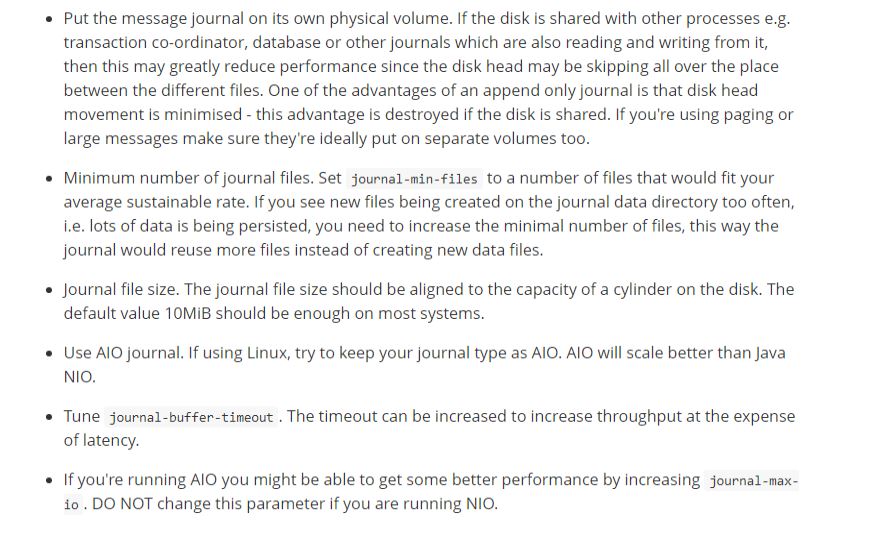 • Put the message journal on its own physical volume. If the disk is shared with other processes e.g.
transaction co-ordinator, database or other journals which are also reading and writing from it,
then this may greatly reduce performance since the disk head may be skipping all over the place
between the different files. One of the advantages of an append only journal is that disk head
movement is minimised - this advantage is destroyed if the disk is shared. If you're using paging or
large messages make sure they're ideally put on separate volumes too.
• Minimum number of journal files. Set journal-min-files to a number of files that would fit your
average sustainable rate. If you see new files being created on the journal data directory too often,
i.e. lots of data is being persisted, you need to increase the minimal number of files, this way the
journal would reuse more files instead of creating new data files.
• Journal file size. The journal file size should be aligned to the capacity of a cylinder on the disk. The
default value 10MiB should be enough on most systems.
• Use AIO journal. If using Linux, try to keep your journal type as AIO. AIO will scale better than Java
NIO.
• Tune journal-buffer-timeout . The timeout can be increased to increase throughput at the expense
of latency.
• If you're running AIO you might be able to get some better performance by increasing journal-max-
io . DO NOT change this parameter if you are running NIO.